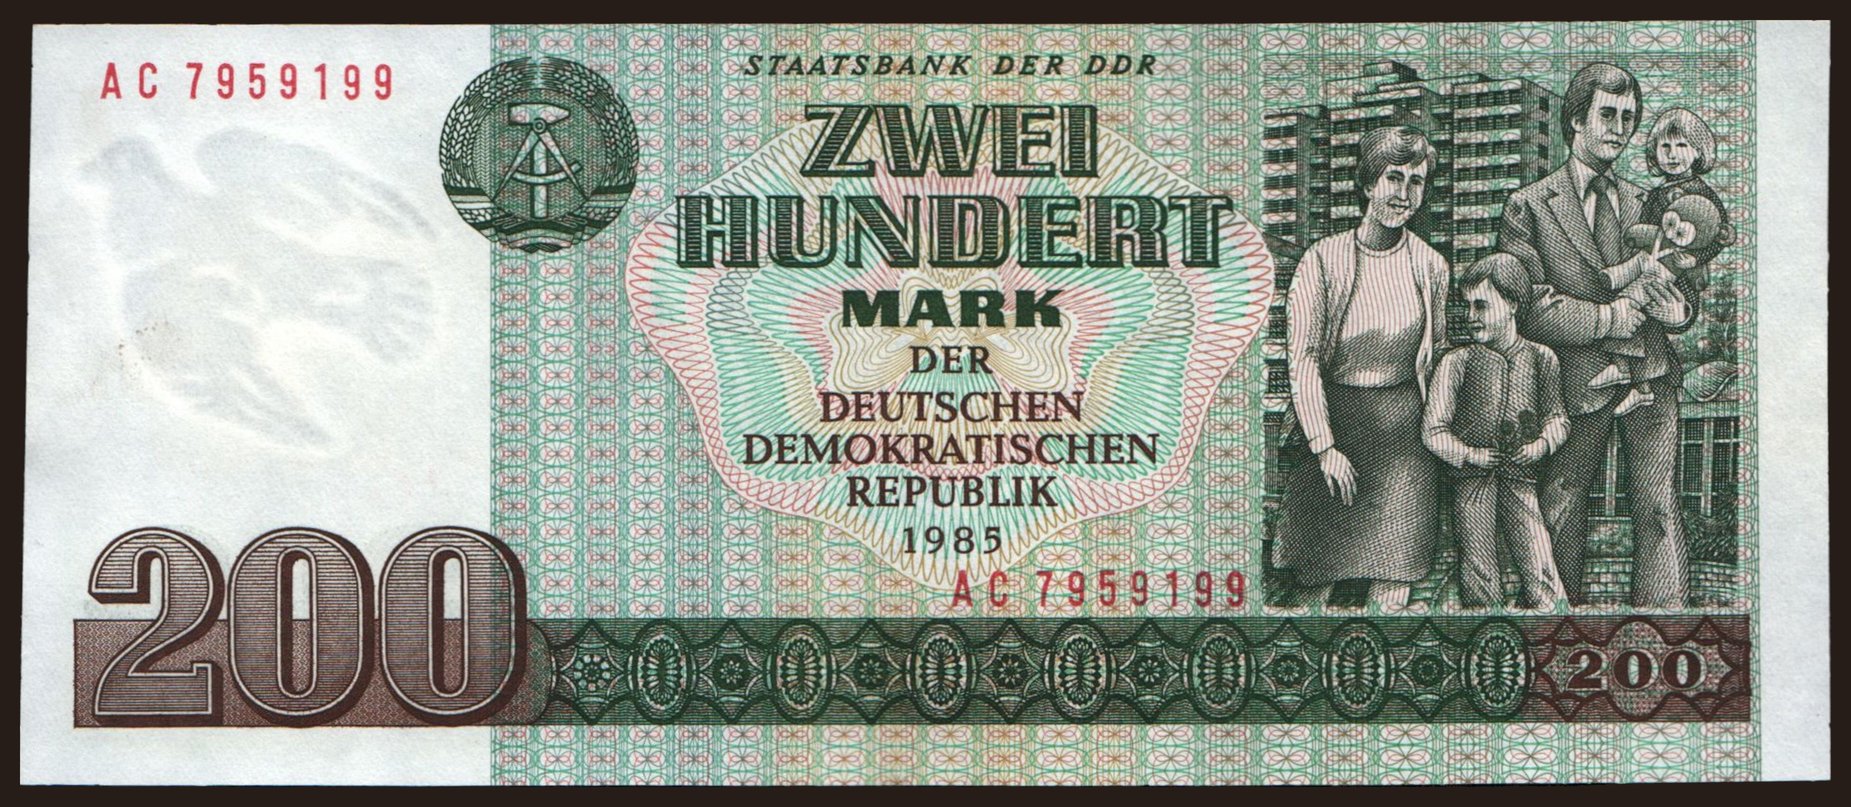 AC 7959199
STAATSBANK DER DDR
ZWEI
HUNDERT
MARK
DER
DEUTSCHEN
DEMOKRATISCHEN
REPUBLIK
1985
AC 7959199
200
200